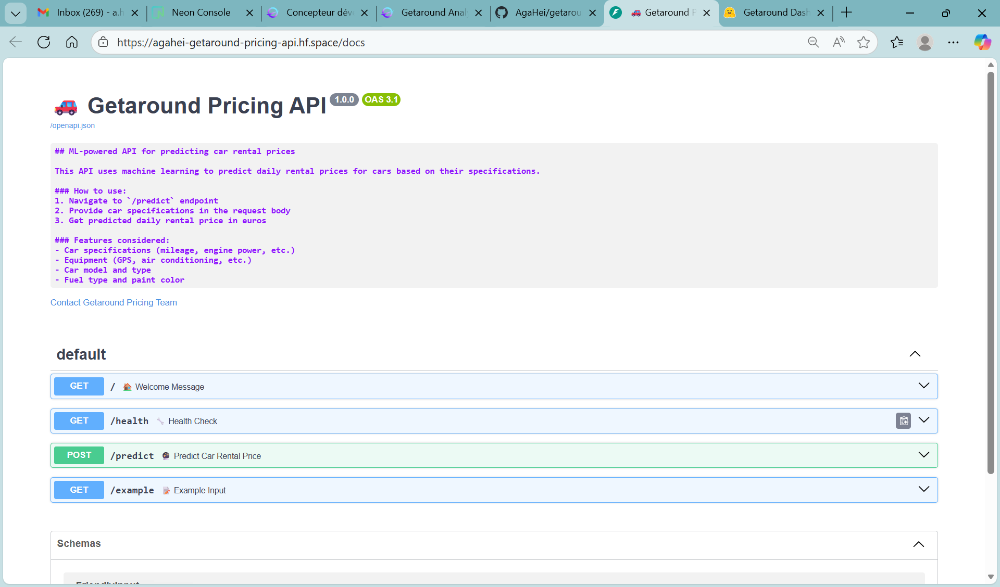 Inbox (269) - a.h
Neon Console
Concepteur déve
Getaround Anal
AgaHei/getarou
Getaround P
Getaround Dash
https://agahei-getaround-pricing-api.hf.space/docs
Getaround Pricing API 1.0.0 OAS 3.1
/openapi.json
## ML-powered API for predicting car rental prices
This API uses machine learning to predict daily rental prices for cars based on their specifications.
### How to use:
1. Navigate to `/predict` endpoint
2. Provide car specifications in the request body
3. Get predicted daily rental price in euros
### Features considered:
- Car specifications (mileage, engine power, etc.)
- Equipment (GPS, air conditioning, etc.)
- Car model and type
- Fuel type and paint color
Contact Getaround Pricing Team
default
GET / 🏠 Welcome Message
GET /health 🔧 Health Check
POST /predict 🔮 Predict Car Rental Price
GET /example 📝 Example Input
Schemas
FriendlyInput